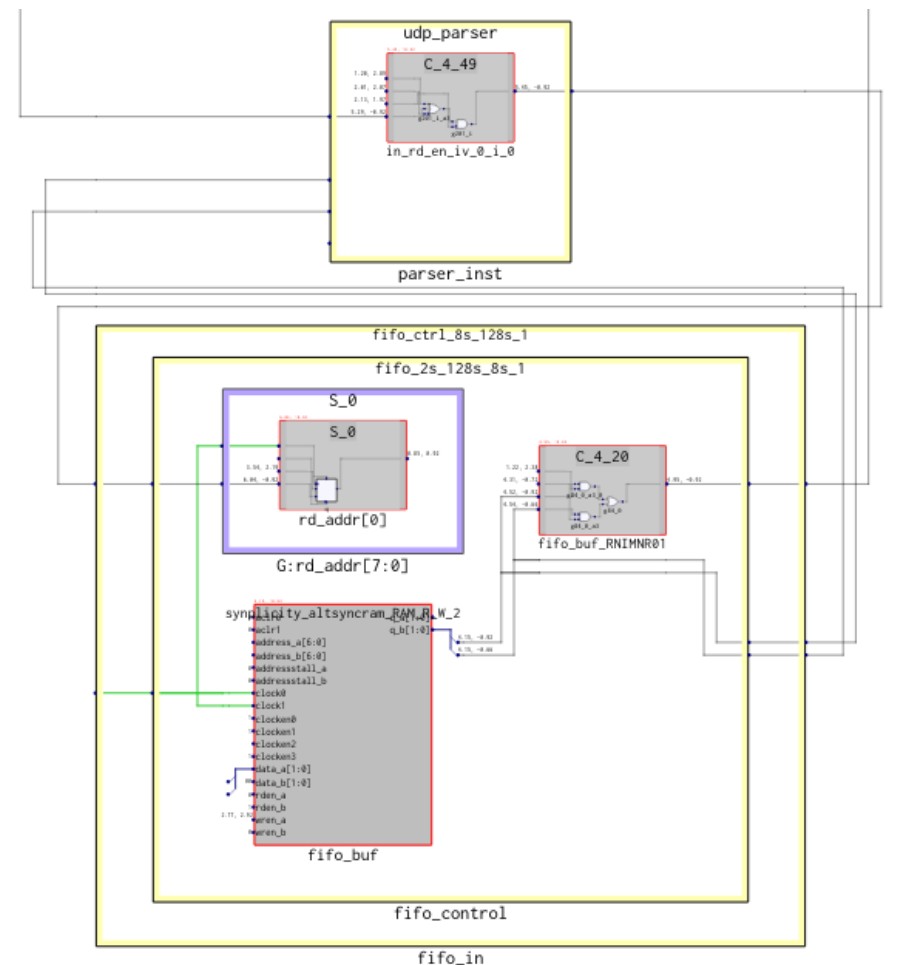 udp_parser
C_4_49
in_rd_en_iv_0_i_0
parser_inst
fifo_ctrl_8s_128s_1
fifo_2s_128s_8s_1
S_0
S_0
rd_addr[0]
G:rd_addr[7:0]
C_4_20
fifo_buf_RNIMNR01
synplicity_altsyncram_RAM_R_W_2
aclr1
q_b[1:0]
address_a[6:0]
address_b[6:0]
addressstall_a
addressstall_b
clock0
clock1
clocken0
clocken1
clocken2
clocken3
data_a[1:0]
data_b[1:0]
rden_a
rden_b
wren_a
wren_b
fifo_buf
fifo_control
fifo_in